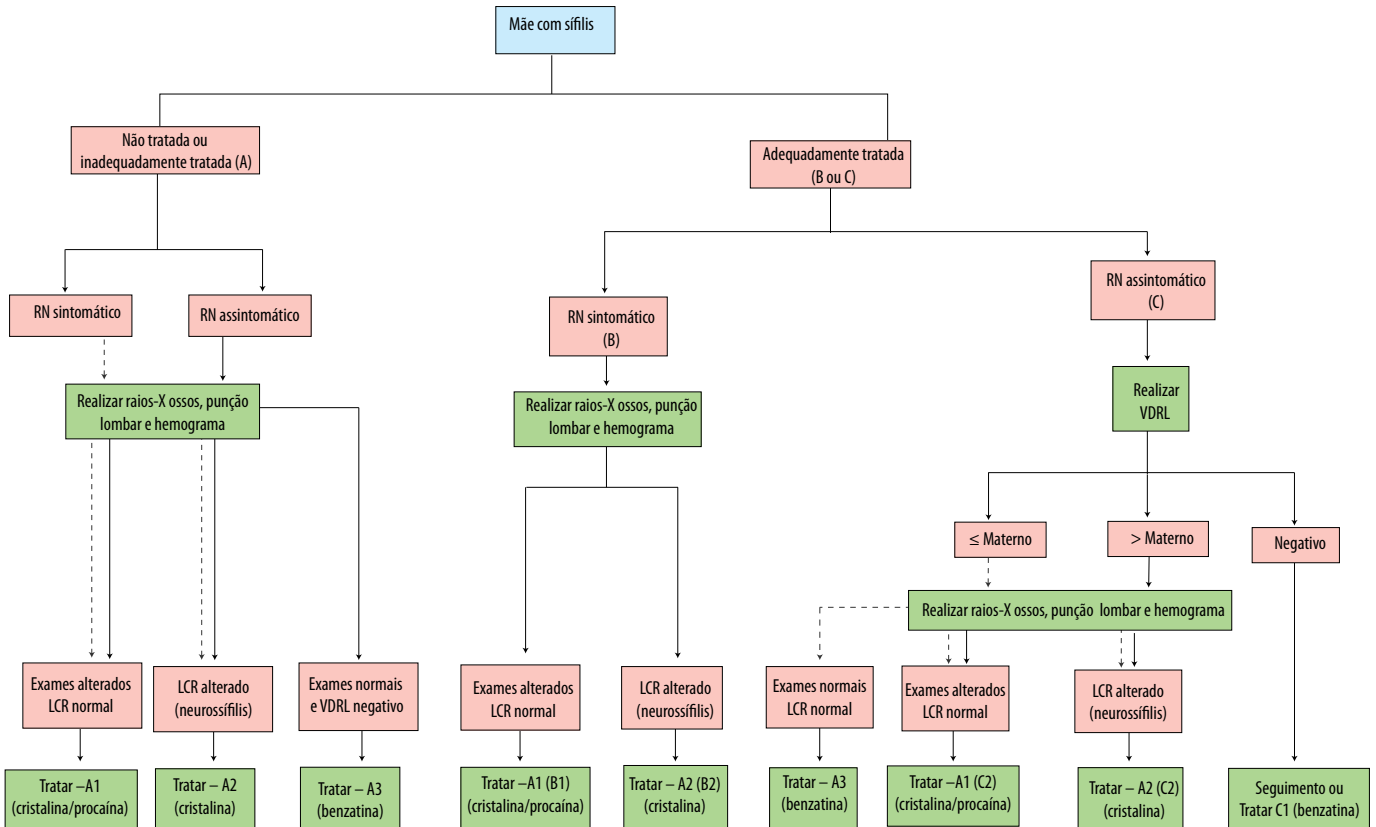 Mãe com sífilis
Não tratada ou
inadequadamente tratada (A)
Adequadamente tratada
(B ou C)
RN sintomático
RN assintomático
RN sintomático
(B)
RN assintomático
(C)
Realizar raios-X ossos, punção
lombar e hemograma
Realizar raios-X ossos, punção
lombar e hemograma
Realizar
VDRL
≤ Materno
> Materno
Negativo
Realizar raios-X ossos, punção lombar e hemograma
Exames alterados
LCR normal
LCR alterado
(neurossífilis)
Exames normais
e VDRL negativo
Exames alterados
LCR normal
LCR alterado
(neurossífilis)
Exames normais
LCR normal
Exames alterados
LCR normal
LCR alterado
(neurossífilis)
Tratar –A1
(cristalina/procaína)
Tratar – A2
(cristalina)
Tratar – A3
(benzatina)
Tratar –A1 (B1)
(cristalina/procaína)
Tratar – A2 (B2)
(cristalina)
Tratar – A3
(benzatina)
Tratar –A1 (C2)
(cristalina/procaína)
Tratar – A2 (C2)
(cristalina)
Seguimento ou
Tratar C1 (benzatina)